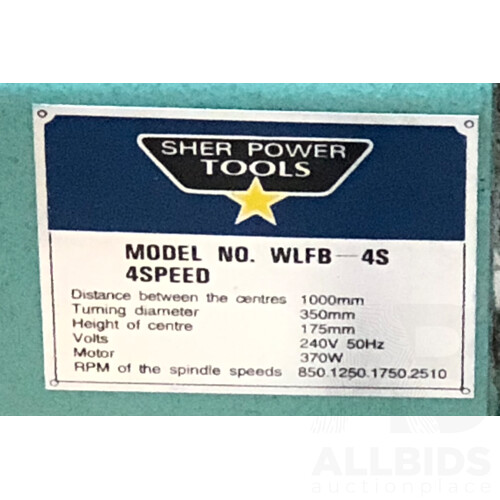 SHER POWER
TOOLS
MODEL NO. WLFB-4S
4SPEED
Distance between the centres 1000mm
Turning diameter 350mm
Height of centre 175mm
Volts 240V 50Hz
Motor 370W
RPM of the spindle speeds 850.1250.1750.2510
ALLBIDS
auctionplace